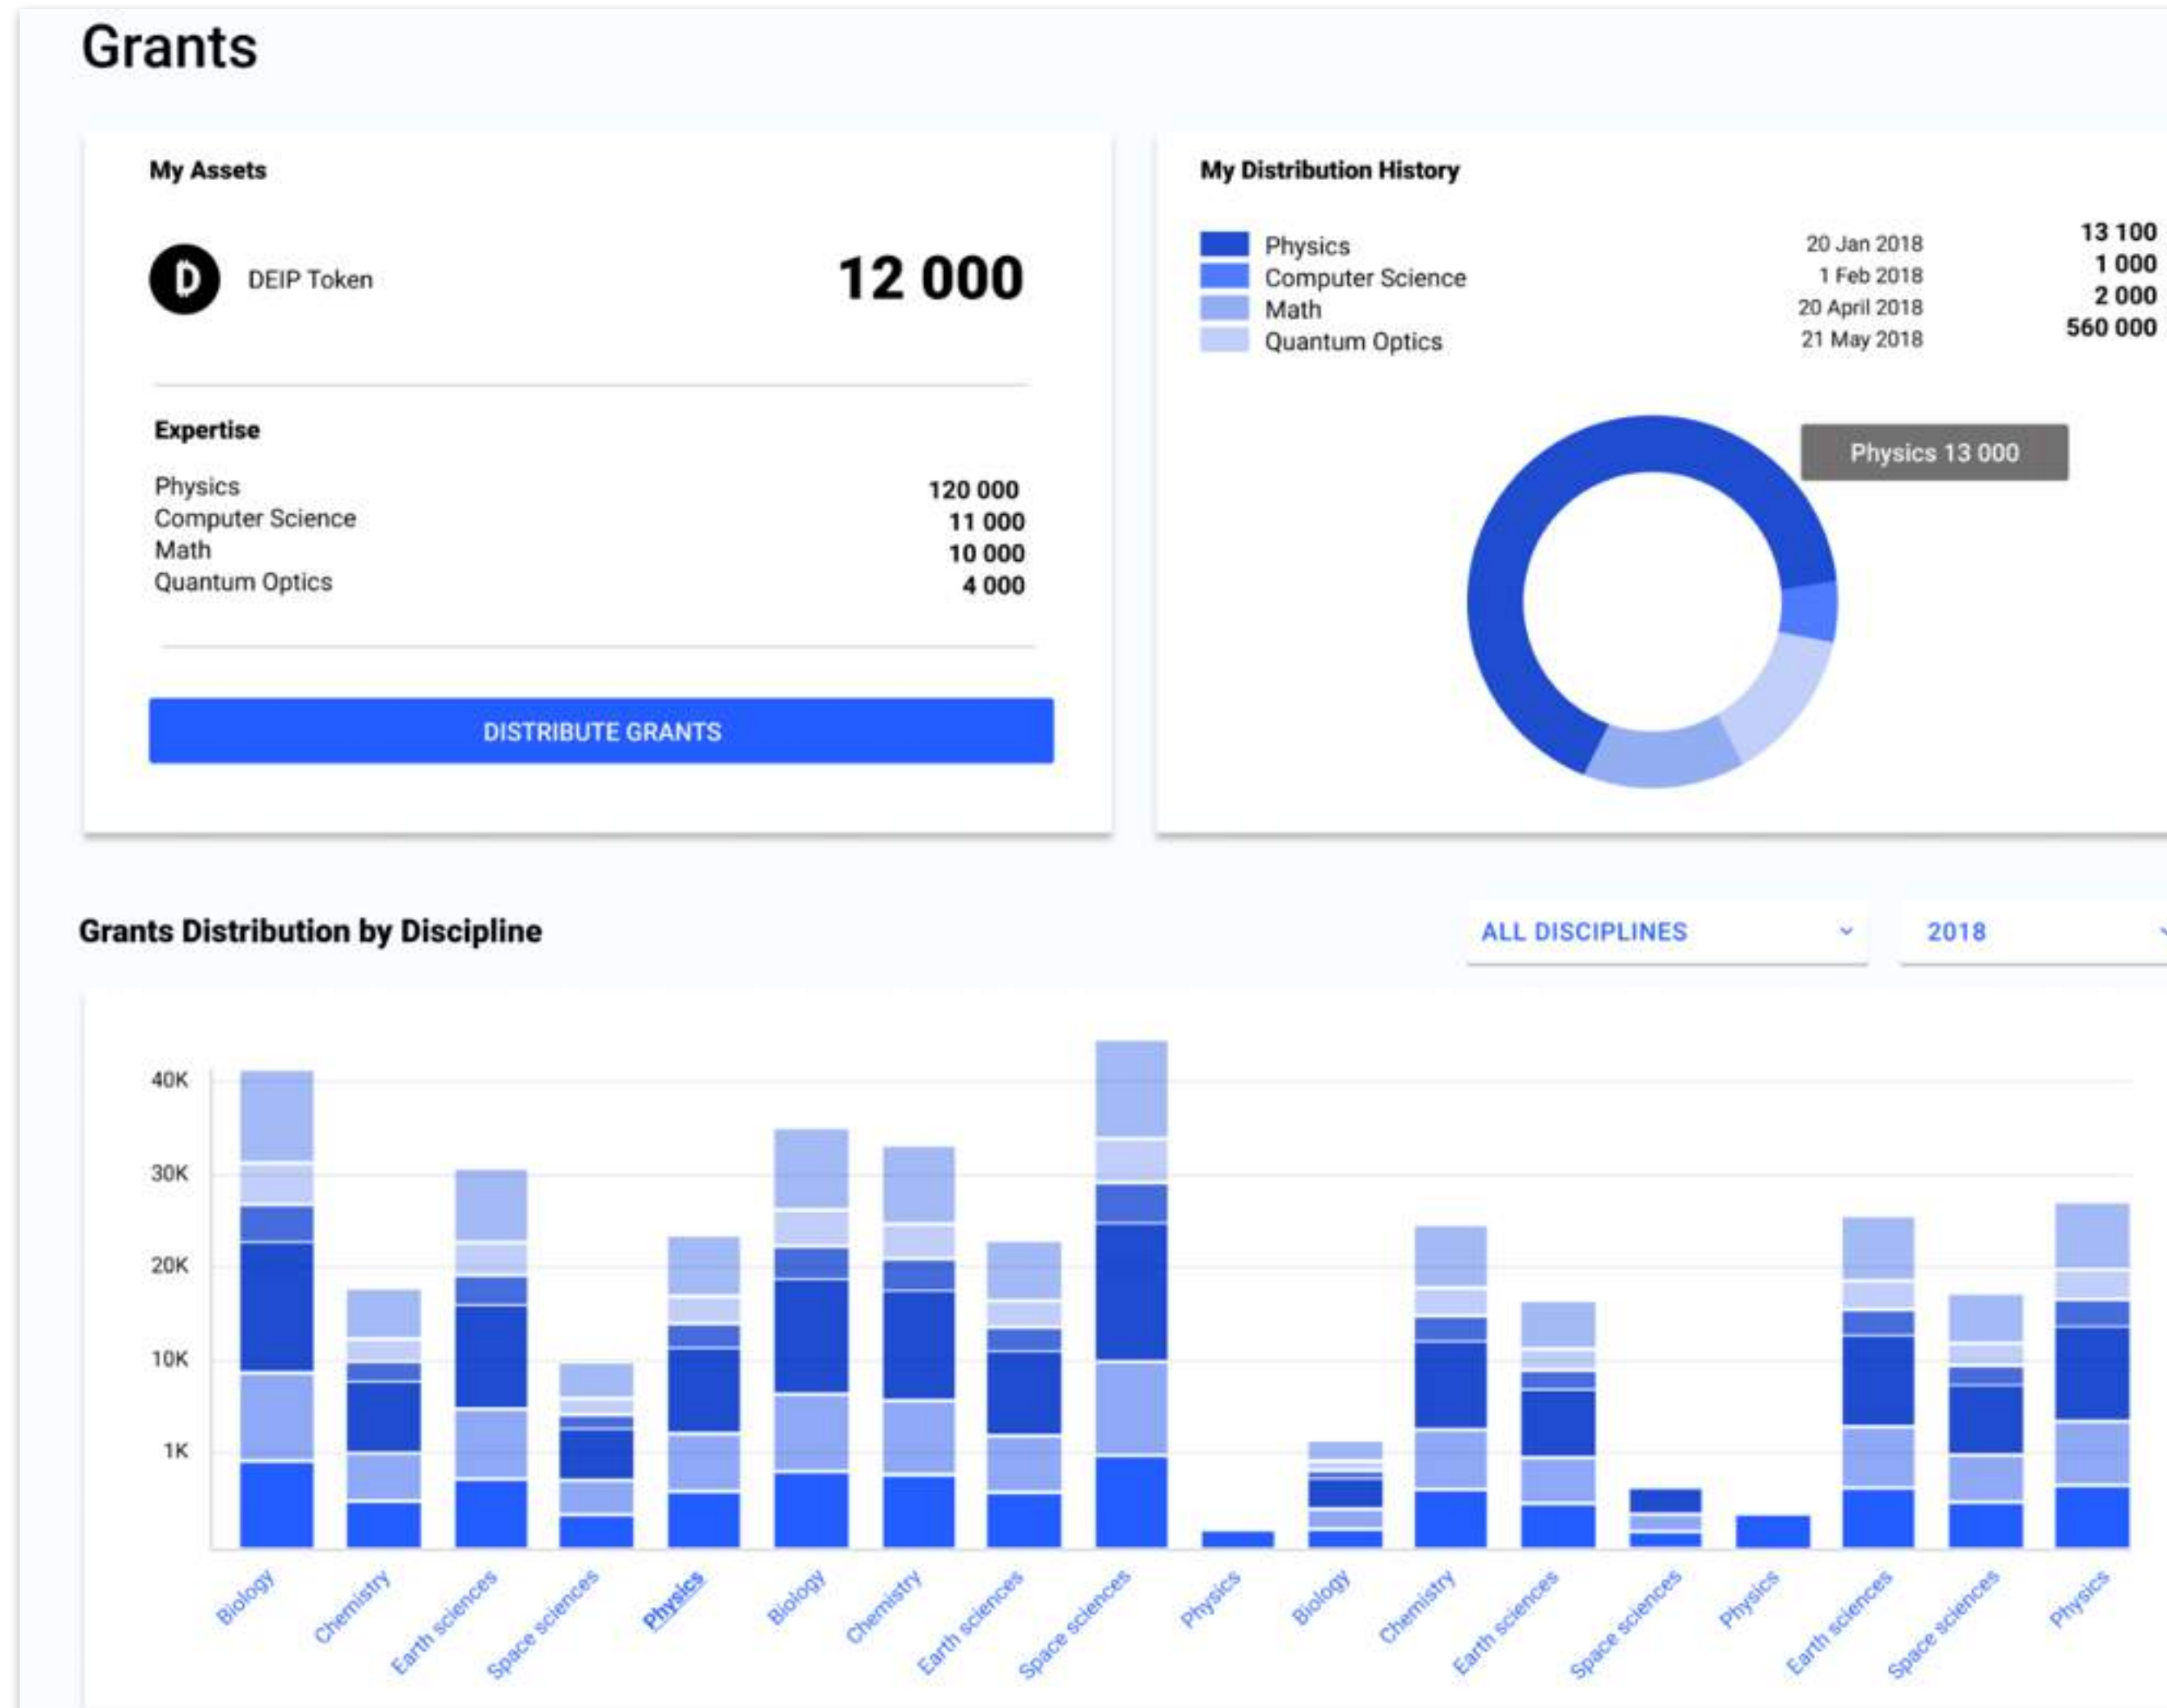 Grants
My Assets
DEIP Token 12 000
Expertise
Physics 120 000
Computer Science 11 000
Math 10 000
Quantum Optics 4 000
DISTRIBUTE GRANTS
My Distribution History
Physics 20 Jan 2018 13 100
Computer Science 1 Feb 2018 1 000
Math 20 April 2018 2 000
Quantum Optics 21 May 2018 560 000
Physics 13 000
Grants Distribution by Discipline
ALL DISCIPLINES
2018
40K
30K
20K
10K
1K
Biology
Chemistry
Earth sciences
Space sciences
Physics
Biology
Chemistry
Earth sciences
Space sciences
Physics
Biology
Chemistry
Earth sciences
Space sciences
Physics
Earth sciences
Space sciences
Physics